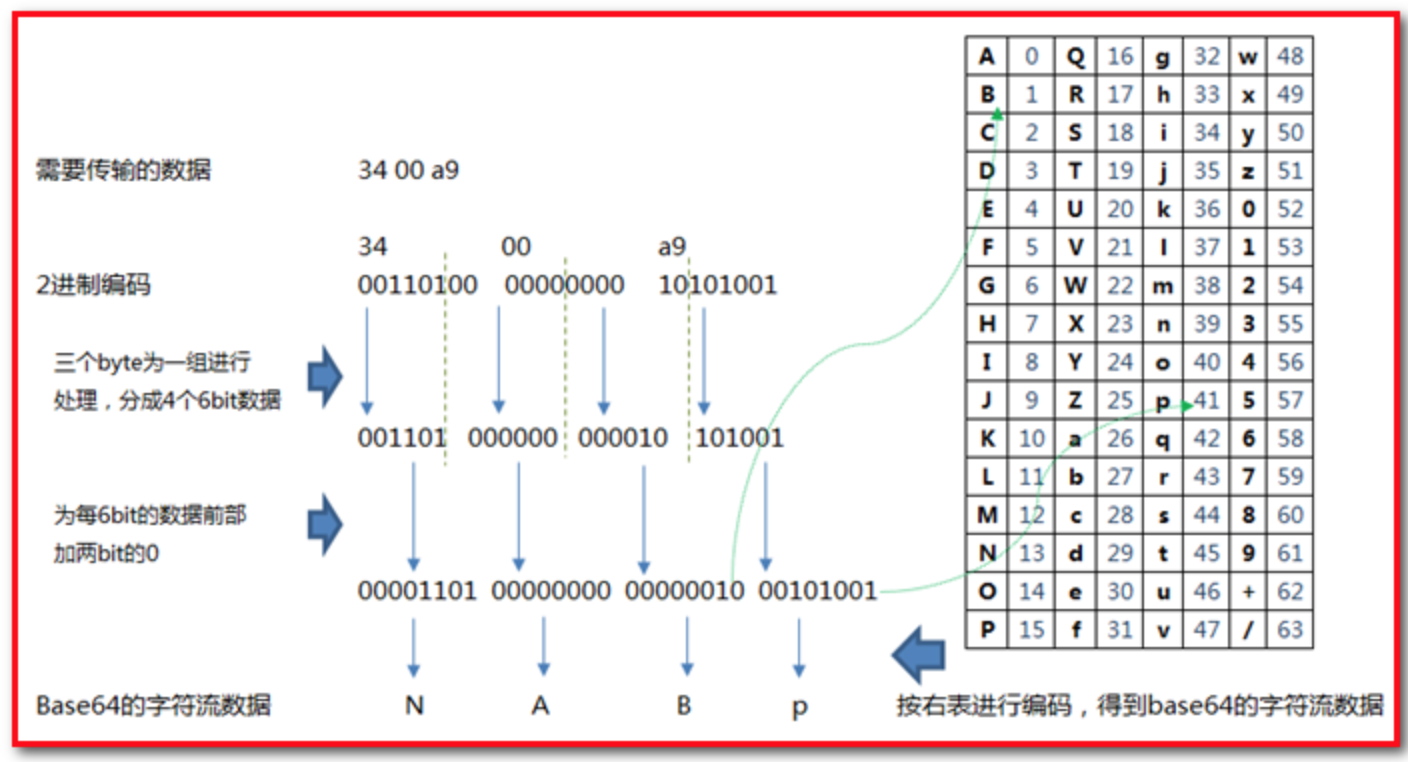 需要传输的数据 34 00 a9
34 00 a9
2进制编码 00110100 00000000 10101001
三个byte为一组进行
处理，分成4个6bit数据
001101 000000 000010 101001
为每6bit的数据前部
加两bit的0
00001101 00000000 00000010 00101001
Base64的字符流数据 N A B p
A 0 Q 16 g 32 w 48
B 1 R 17 h 33 x 49
C 2 S 18 i 34 y 50
D 3 T 19 j 35 z 51
E 4 U 20 k 36 0 52
F 5 V 21 l 37 1 53
G 6 W 22 m 38 2 54
H 7 X 23 n 39 3 55
I 8 Y 24 o 40 4 56
J 9 Z 25 p 41 5 57
K 10 a 26 q 42 6 58
L 11 b 27 r 43 7 59
M 12 c 28 s 44 8 60
N 13 d 29 t 45 9 61
O 14 e 30 u 46 + 62
P 15 f 31 v 47 / 63
按右表进行编码，得到base64的字符流数据